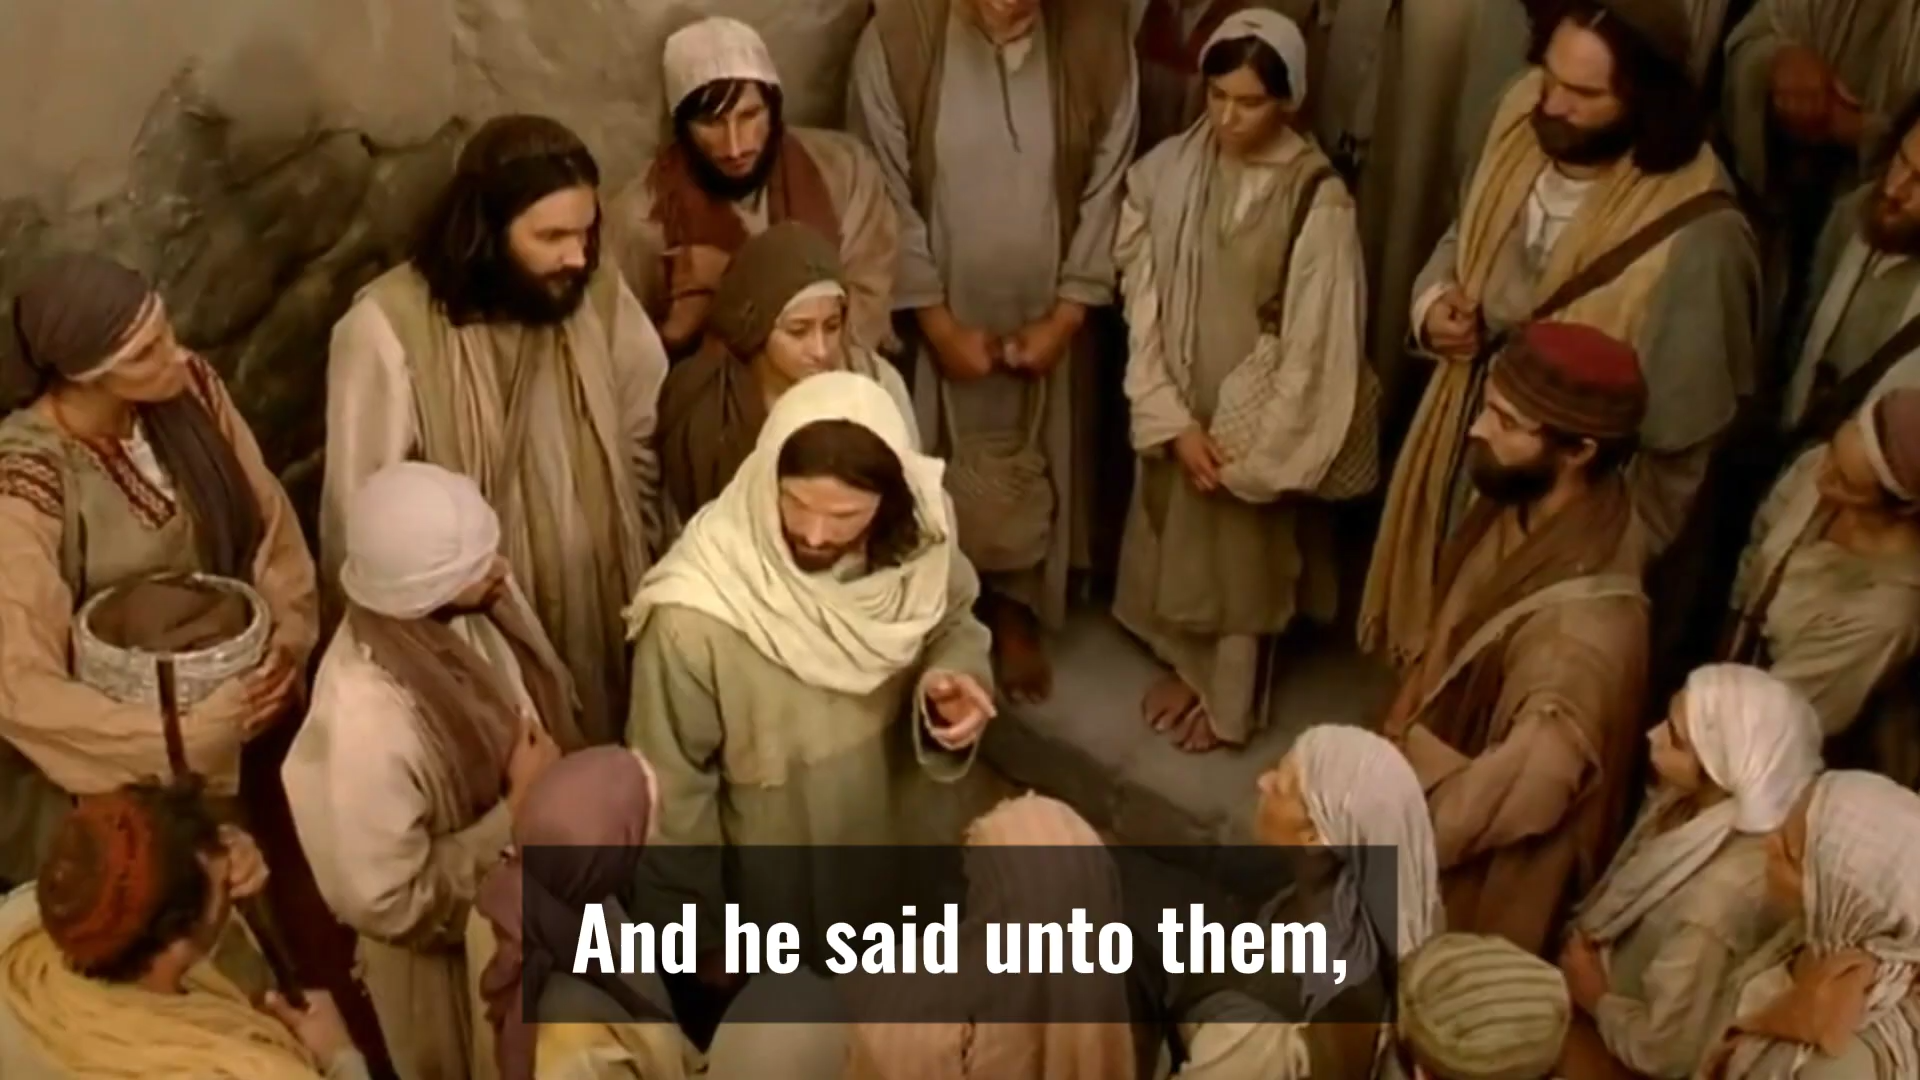 And he said unto them,